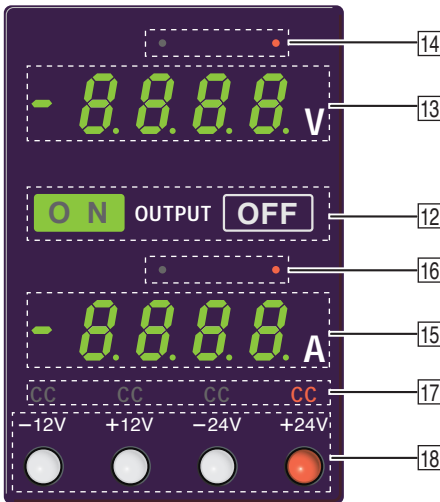 14
-8.8.8.8. V
13
ON OUTPUT OFF
12
16
-8.8.8.8. A
15
CC CC CC CC
17
−12V +12V −24V +24V
18